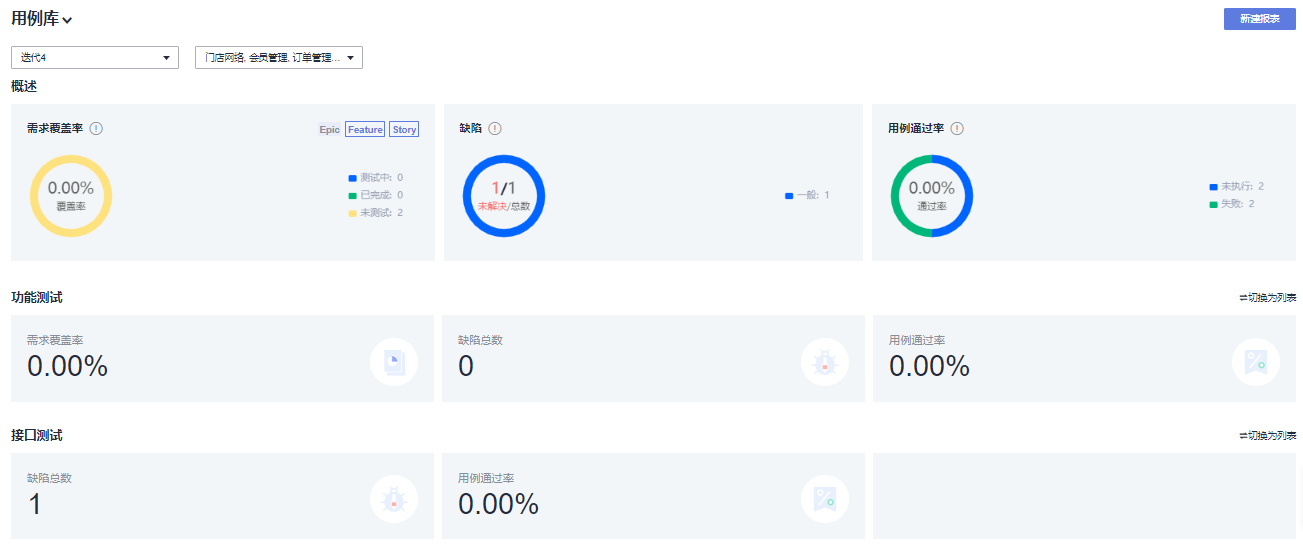 用例库
新建报表
迭代4
门店网络, 会员管理, 订单管理...
概述
需求覆盖率
Epic Feature Story
0.00%
覆盖率
测试中: 0
已完成: 0
未测试: 2
缺陷
1/1
未解决/总数
一般: 1
用例通过率
0.00%
通过率
未执行: 2
失败: 2
功能测试
切换为列表
需求覆盖率
0.00%
缺陷总数
0
用例通过率
0.00%
接口测试
切换为列表
缺陷总数
1
用例通过率
0.00%